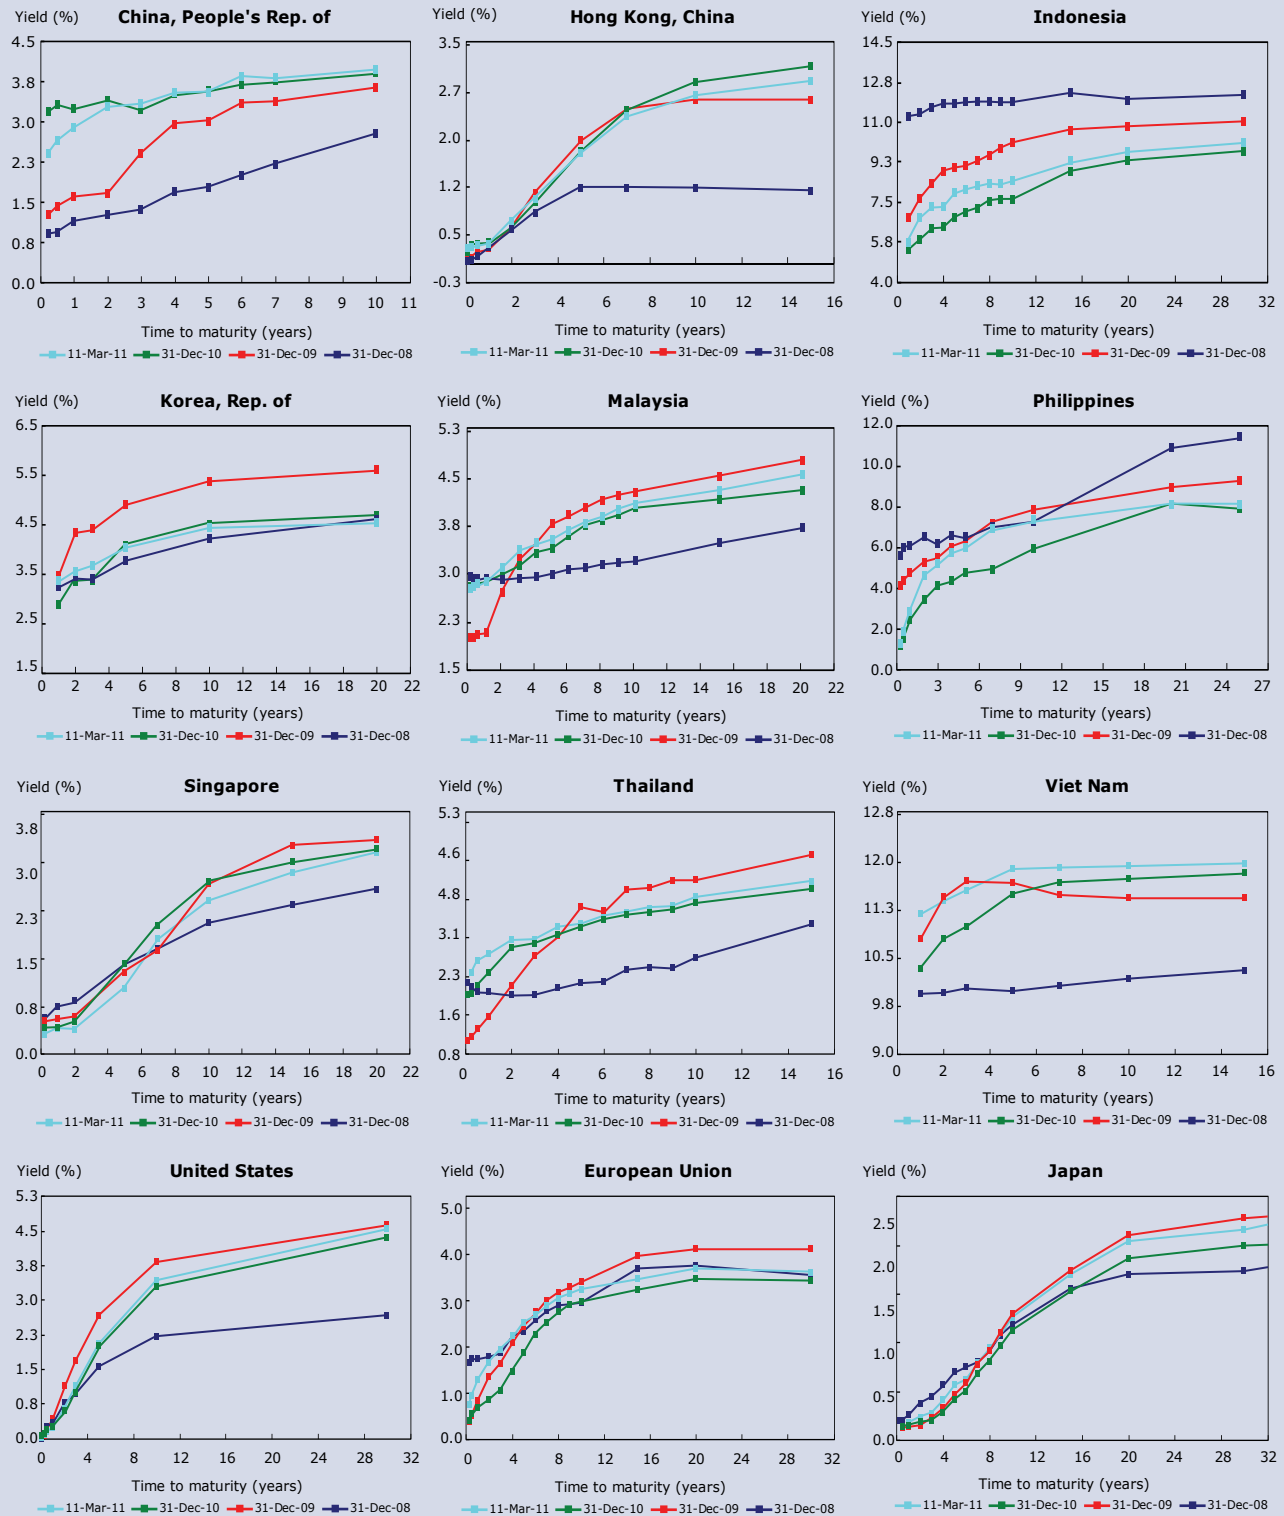 Yield (%)
China, People's Rep. of
4.5
3.8
3.0
2.3
1.5
0.8
0.0
0 1 2 3 4 5 6 7 8 9 10 11
Time to maturity (years)
11-Mar-11 31-Dec-10 31-Dec-09 31-Dec-08
Yield (%)
Hong Kong, China
3.5
2.7
2.0
1.2
0.5
-0.3
0 2 4 6 8 10 12 14 16
Time to maturity (years)
11-Mar-11 31-Dec-10 31-Dec-09 31-Dec-08
Yield (%)
Indonesia
14.5
12.8
11.0
9.3
7.5
5.8
4.0
0 4 8 12 16 20 24 28 32
Time to maturity (years)
11-Mar-11 31-Dec-10 31-Dec-09 31-Dec-08
Yield (%)
Korea, Rep. of
6.5
5.5
4.5
3.5
2.5
1.5
0 2 4 6 8 10 12 14 16 18 20 22
Time to maturity (years)
11-Mar-11 31-Dec-10 31-Dec-09 31-Dec-08
Yield (%)
Malaysia
5.3
4.5
3.8
3.0
2.3
1.5
0 2 4 6 8 10 12 14 16 18 20 22
Time to maturity (years)
11-Mar-11 31-Dec-10 31-Dec-09 31-Dec-08
Yield (%)
Philippines
12.0
10.0
8.0
6.0
4.0
2.0
0.0
0 3 6 9 12 15 18 21 24 27
Time to maturity (years)
11-Mar-11 31-Dec-10 31-Dec-09 31-Dec-08
Yield (%)
Singapore
3.8
3.0
2.3
1.5
0.8
0.0
0 2 4 6 8 10 12 14 16 18 20 22
Time to maturity (years)
11-Mar-11 31-Dec-10 31-Dec-09 31-Dec-08
Yield (%)
Thailand
5.3
4.6
4.8
3.1
2.3
1.6
0.8
0 2 4 6 8 10 12 14 16
Time to maturity (years)
11-Mar-11 31-Dec-10 31-Dec-09 31-Dec-08
Yield (%)
Viet Nam
12.8
12.0
11.3
10.5
9.8
9.0
0 2 4 6 8 10 12 14 16
Time to maturity (years)
11-Mar-11 31-Dec-10 31-Dec-09 31-Dec-08
Yield (%)
United States
5.3
4.5
3.8
3.0
2.3
1.5
0.8
0.0
0 4 8 12 16 20 24 28 32
Time to maturity (years)
11-Mar-11 31-Dec-10 31-Dec-09 31-Dec-08
Yield (%)
European Union
5.0
4.0
3.0
2.0
1.0
0.0
0 4 8 12 16 20 24 28 32
Time to maturity (years)
11-Mar-11 31-Dec-10 31-Dec-09 31-Dec-08
Yield (%)
Japan
2.5
2.0
1.5
1.0
0.5
0.0
0 4 8 12 16 20 24 28 32
Time to maturity (years)
11-Mar-11 31-Dec-10 31-Dec-09 31-Dec-08